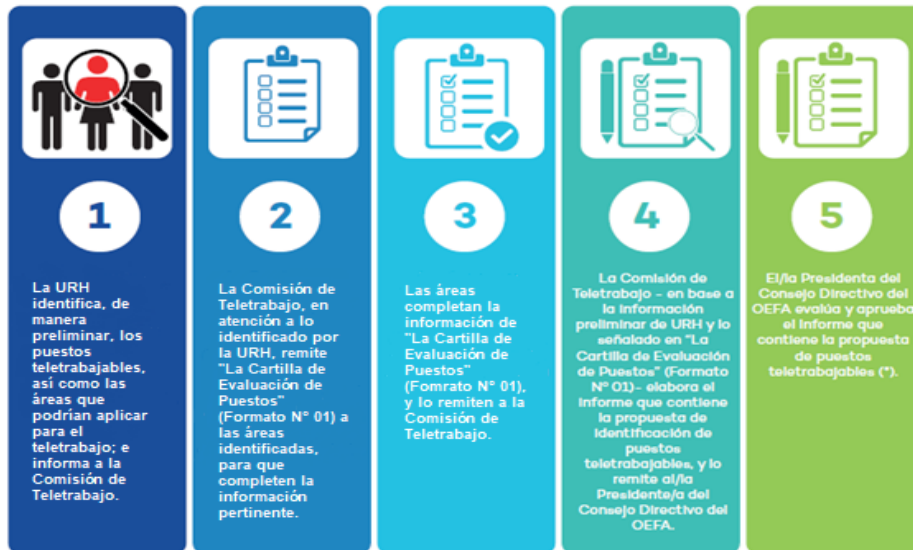 1
La URH
identifica, de
manera
preliminar, los
puestos
teletrabajables,
así como las
áreas que
podrían aplicar
para el
teletrabajo; e
informa a la
Comisión de
Teletrabajo.
2
La Comisión de
Teletrabajo, en
atención a lo
identificado por
la URH, remite
"La Cartilla de
Evaluación de
Puestos"
(Formato N° 01) a
las áreas
identificadas,
para que
completen la
información
pertinente.
3
Las áreas
completan la
información de
"La Cartilla de
Evaluación de
Puestos"
(Fomrato N° 01),
y lo remiten a la
Comisión de
Teletrabajo.
4
La Comisión de
Teletrabajo - en base a
la información
preliminar de URH y lo
señalado en "La
Cartilla de Evaluación
de Puestos" (Formato
N° 01)- elabora el
informe que contiene
la propuesta de
identificación de
puestos
teletrabajables, y lo
remite al/la
Presidente/a del
Consejo Directivo del
OEFA.
5
El/la Presidenta del
Consejo Directivo del
OEFA evalúa y aprueba
el informe que
contiene la propuesta
de puestos
teletrabajables (*).